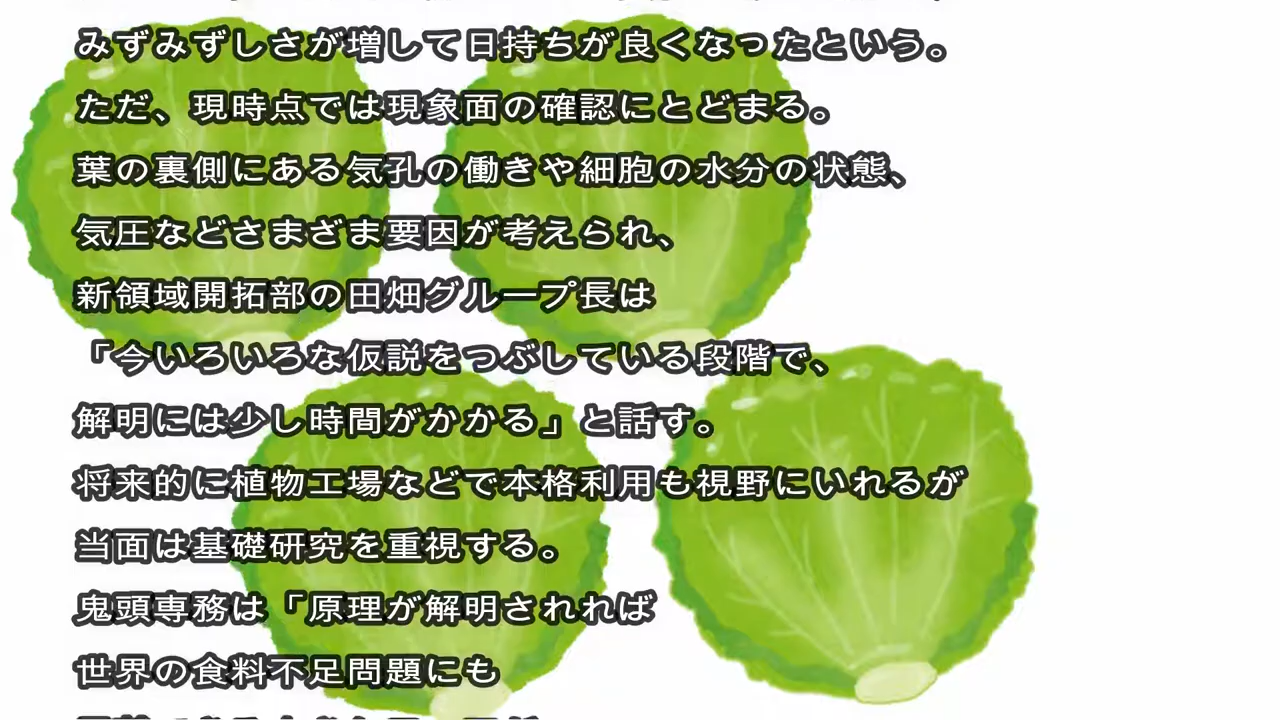 みずみずしさが増して日持ちが良くなったという。
ただ、現時点では現象面の確認にとどまる。
葉の裏側にある気孔の働きや細胞の水分の状態、
気圧などさまざま要因が考えられ、
新領域開拓部の田畑グループ長は
「今いろいろな仮説をつぶしている段階で、
解明には少し時間がかかる」と話す。
将来的に植物工場などで本格利用も視野にいれるが
当面は基礎研究を重視する。
鬼頭専務は「原理が解明されれば
世界の食料不足問題にも